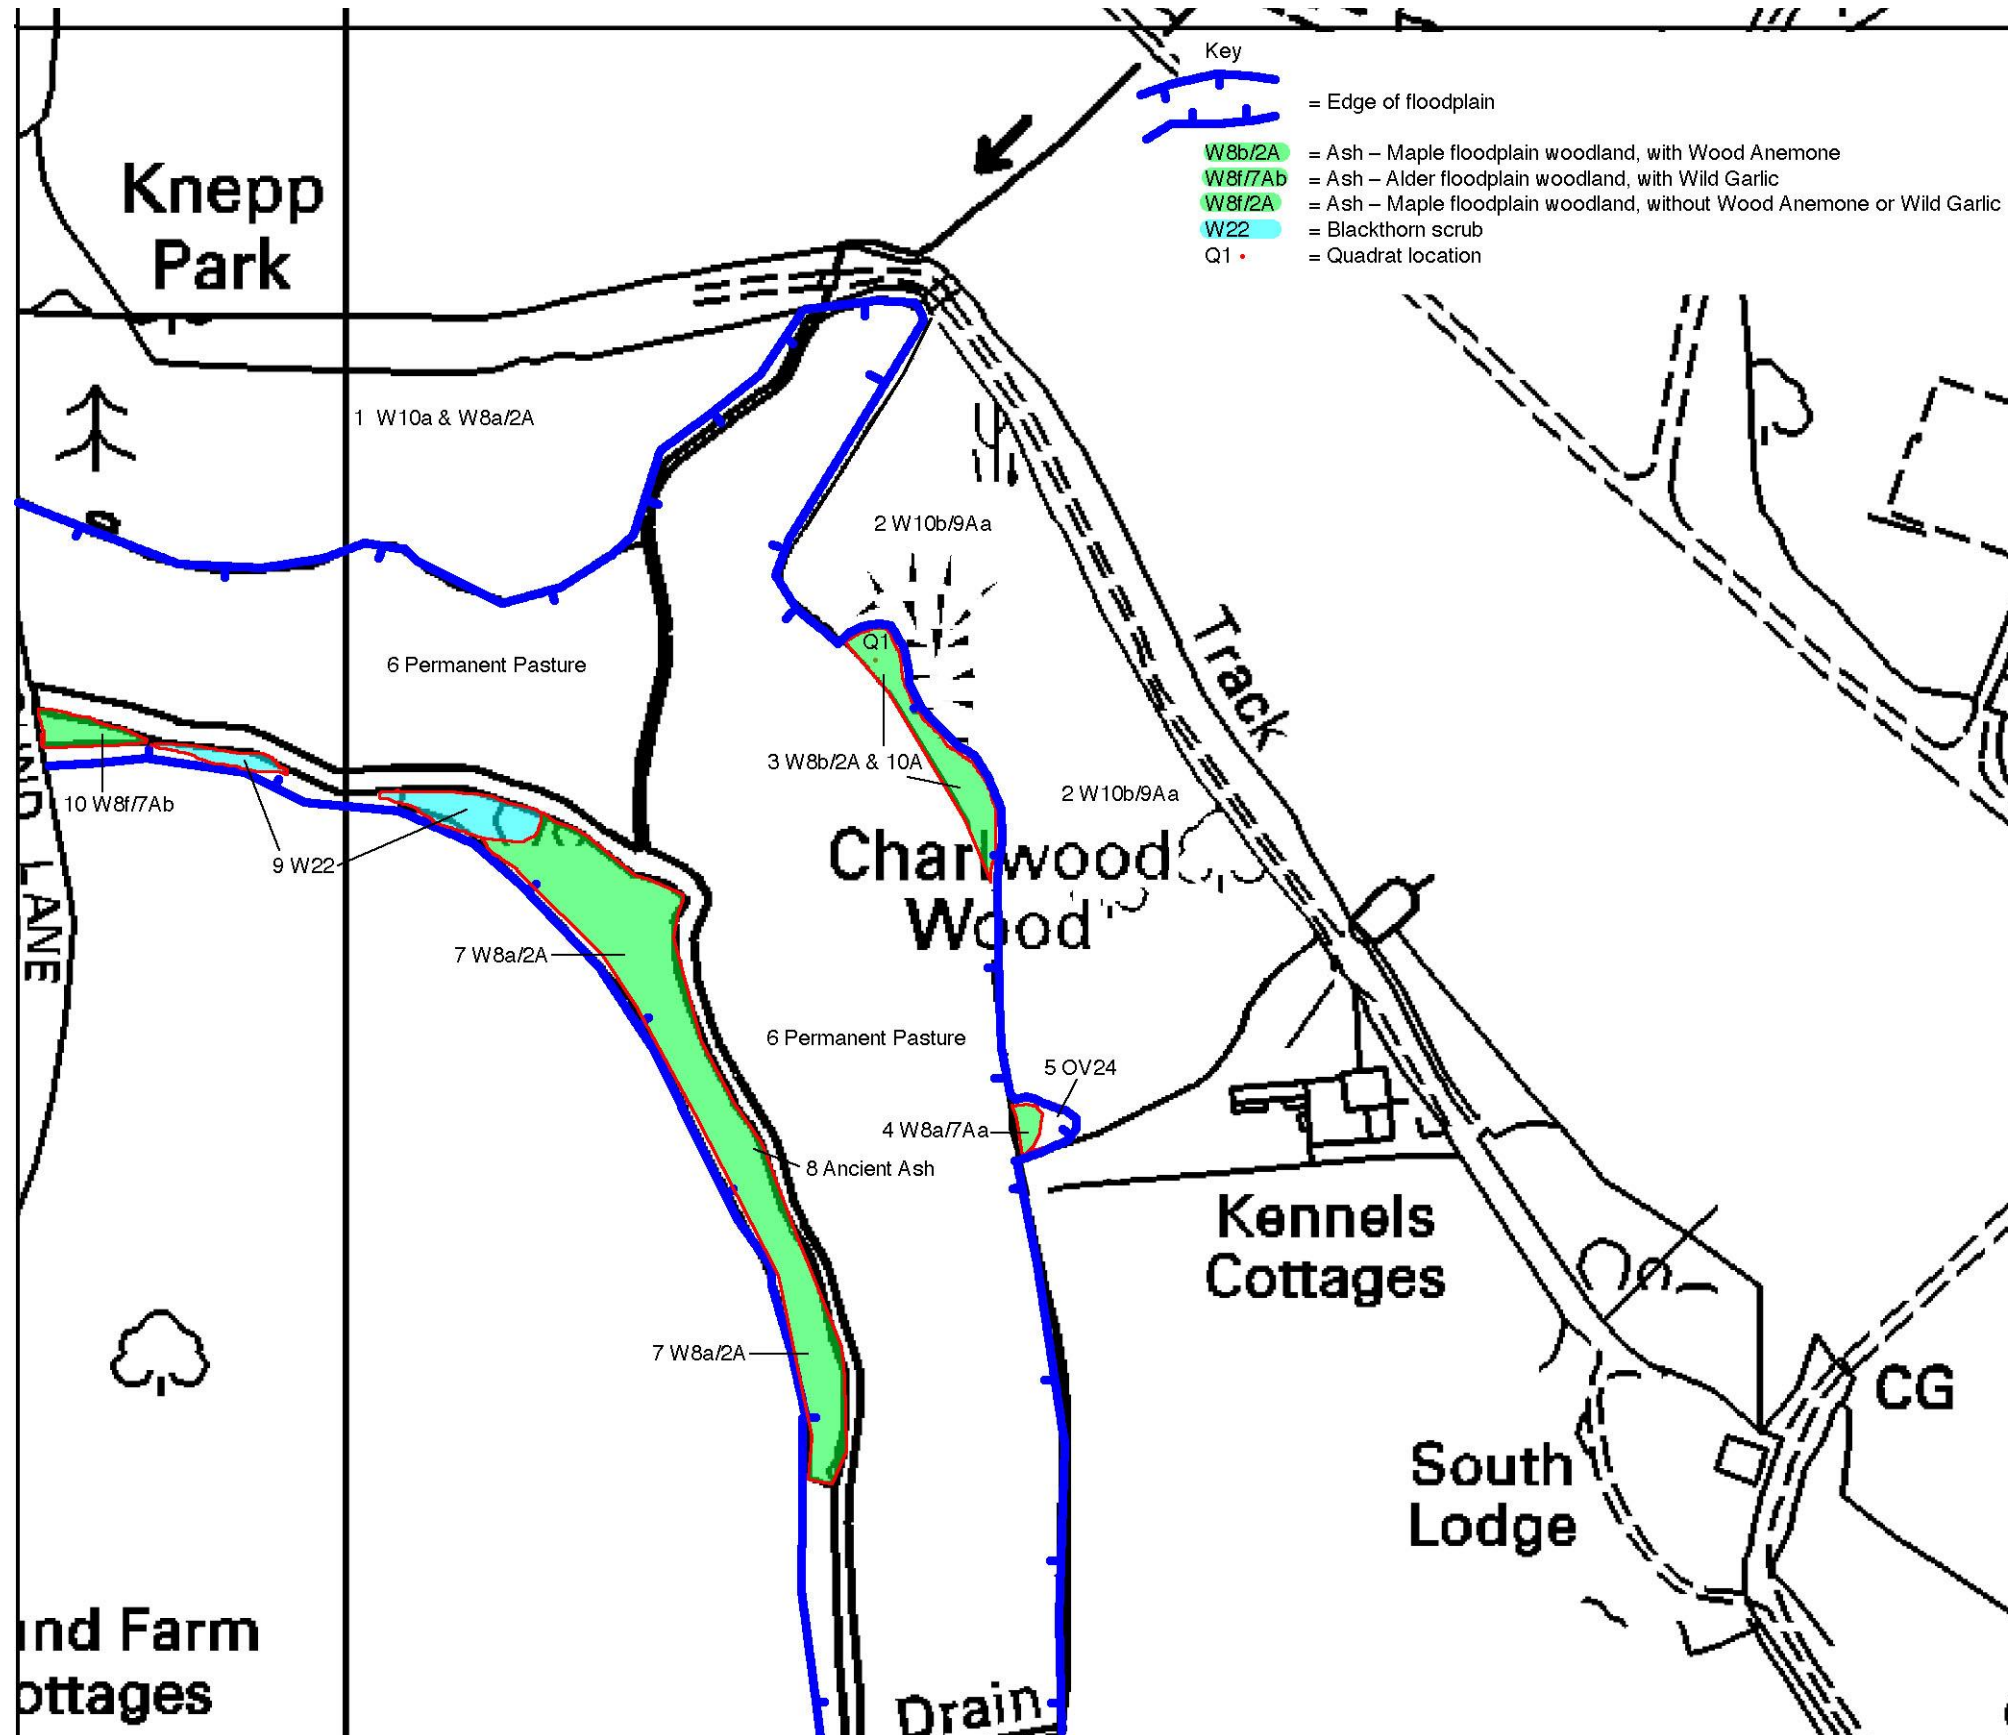 Key
= Edge of floodplain
W8b/2A = Ash – Maple floodplain woodland, with Wood Anemone
W8f/7Ab = Ash – Alder floodplain woodland, with Wild Garlic
W8f/2A = Ash – Maple floodplain woodland, without Wood Anemone or Wild Garlic
W22 = Blackthorn scrub
Q1 = Quadrat location
Knepp
Park
1 W10a & W8a/2A
2 W10b/9Aa
Q1
Track
6 Permanent Pasture
3 W8b/2A & 10A
2 W10b/9Aa
10 W8f/7Ab
9 W22
LANE
Charlwood
Wood
7 W8a/2A
6 Permanent Pasture
5 OV24
4 W8a/7Aa
8 Ancient Ash
Kennels
Cottages
7 W8a/2A
CG
South
Lodge
Farm
Drain